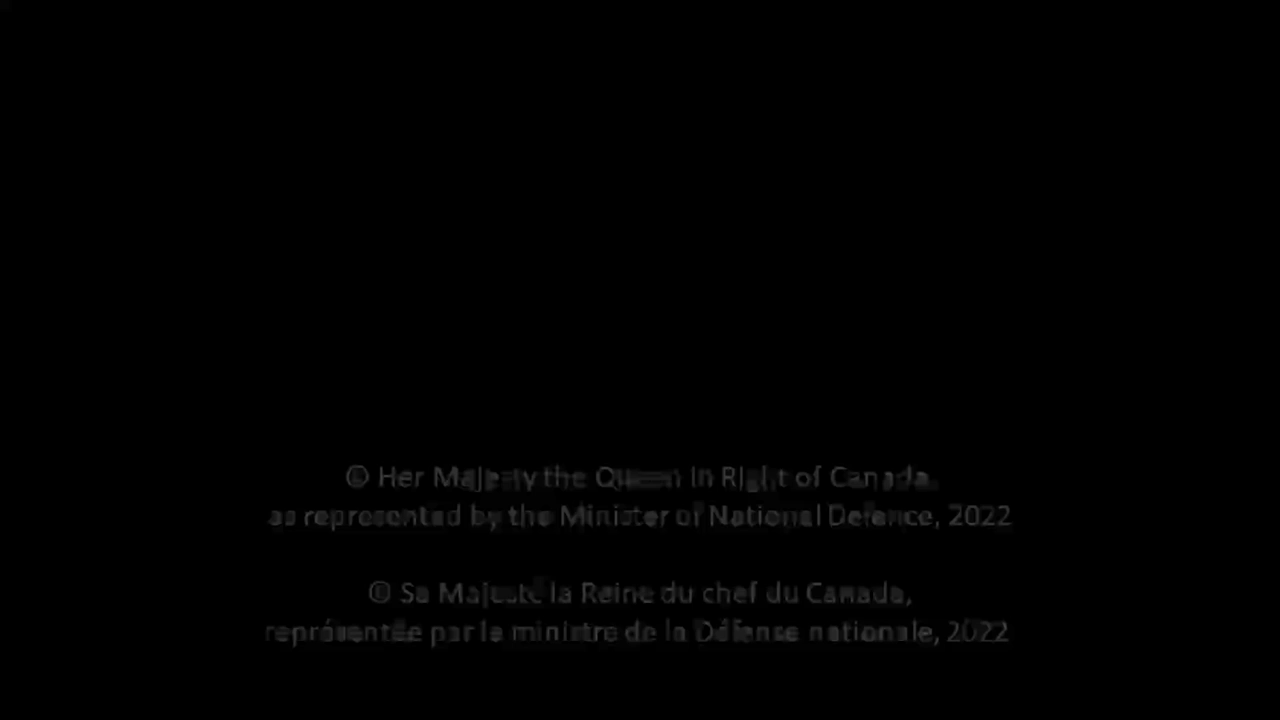 © Her Majesty the Queen in Right of Canada,
as represented by the Minister of National Defence, 2022
© Sa Majesté la Reine du chef du Canada,
représentée par le ministre de la Défense nationale, 2022